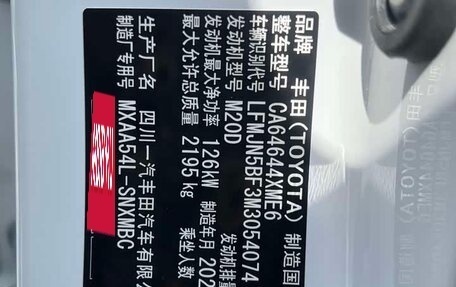 品牌 丰田(TOYOTA) 制造国
整车型号 CA64644XME6
车辆识别代号 LFMJN5BF3M3054074
发动机型号 M20D 发动机排量
发动机最大净功率 126kW 制造年月 202
最大允许总质量 2195kg 乘坐人数
生产厂名 四川一汽丰田汽车有限公
制造厂专用号 MXAA54L-SNXMBC